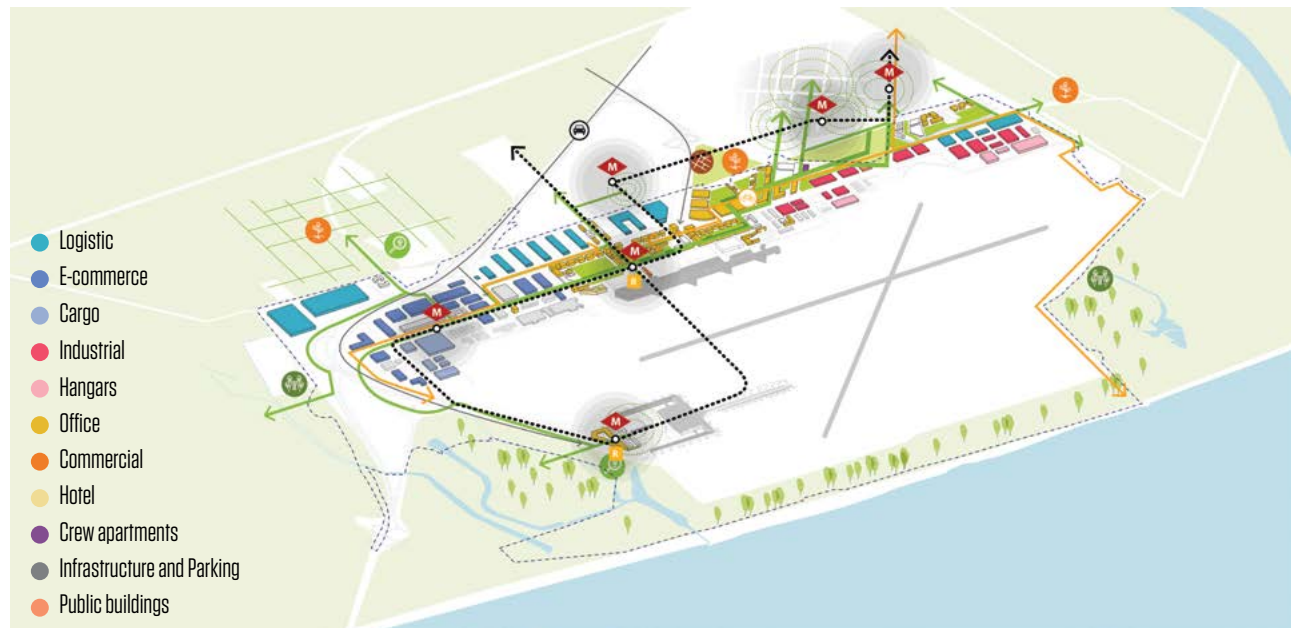 Logistic
E-commerce
Cargo
Industrial
Hangars
Office
Commercial
Hotel
Crew apartments
Infrastructure and Parking
Public buildings
M
M
M
M
M
R
M
M
R